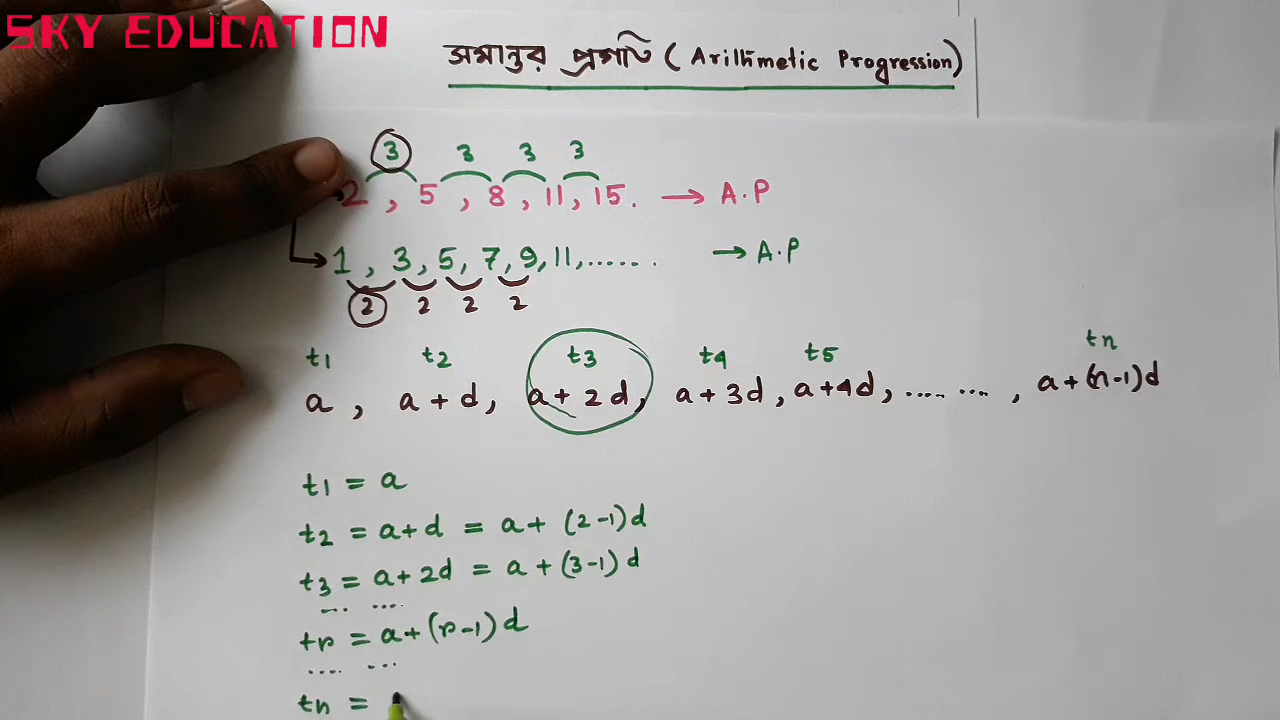 SKY EDUCATION
সমান্তর প্রগতি (Arithmetic Progression)
3 3 3 3
2, 5, 8, 11, 15. → A.P
1, 3, 5, 7, 9, 11, ...... → A.P
2 2 2 2
t1 t2 t3 t4 t5 tn
a, a+d, a+2d, a+3d, a+4d, ...... , a+(n-1)d
t1 = a
t2 = a+d = a+(2-1)d
t3 = a+2d = a+(3-1)d
... ...
tr = a+(r-1)d
.... ...
tn =